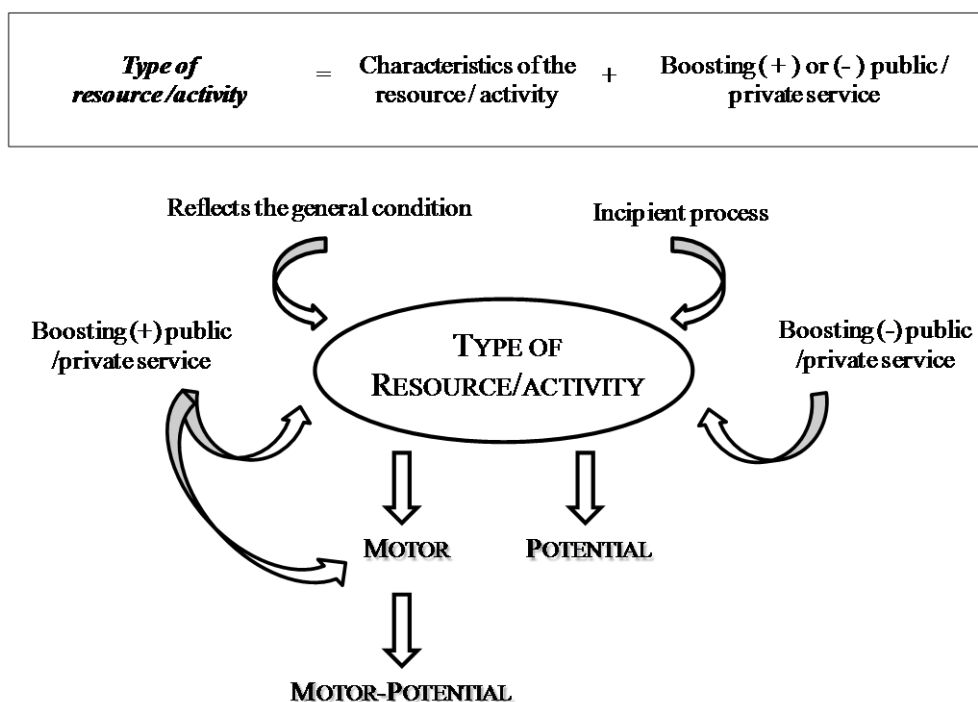 Type of = Characteristics of the + Boosting (+) or (-) public /
resource/activity resource/ activity private service
Reflects the general condition
Incipient process
Boosting (+) public
/private service
TYPE OF
RESOURCE/ACTIVITY
Boosting (-) public
/private service
MOTOR
POTENTIAL
MOTOR-POTENTIAL